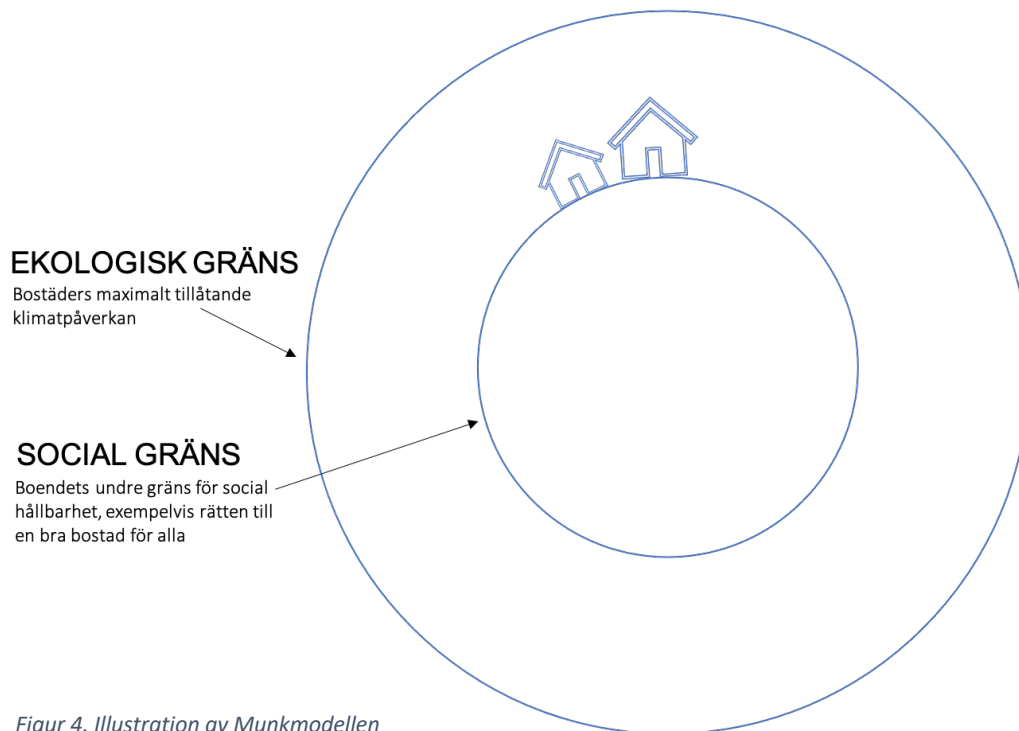 EKOLOGISK GRÄNS
Bostäders maximalt tillåtande
klimatpåverkan
SOCIAL GRÄNS
Boendets undre gräns för social
hållbarhet, exempelvis rätten till
en bra bostad för alla
Figur 4. Illustration av Munkmodellen